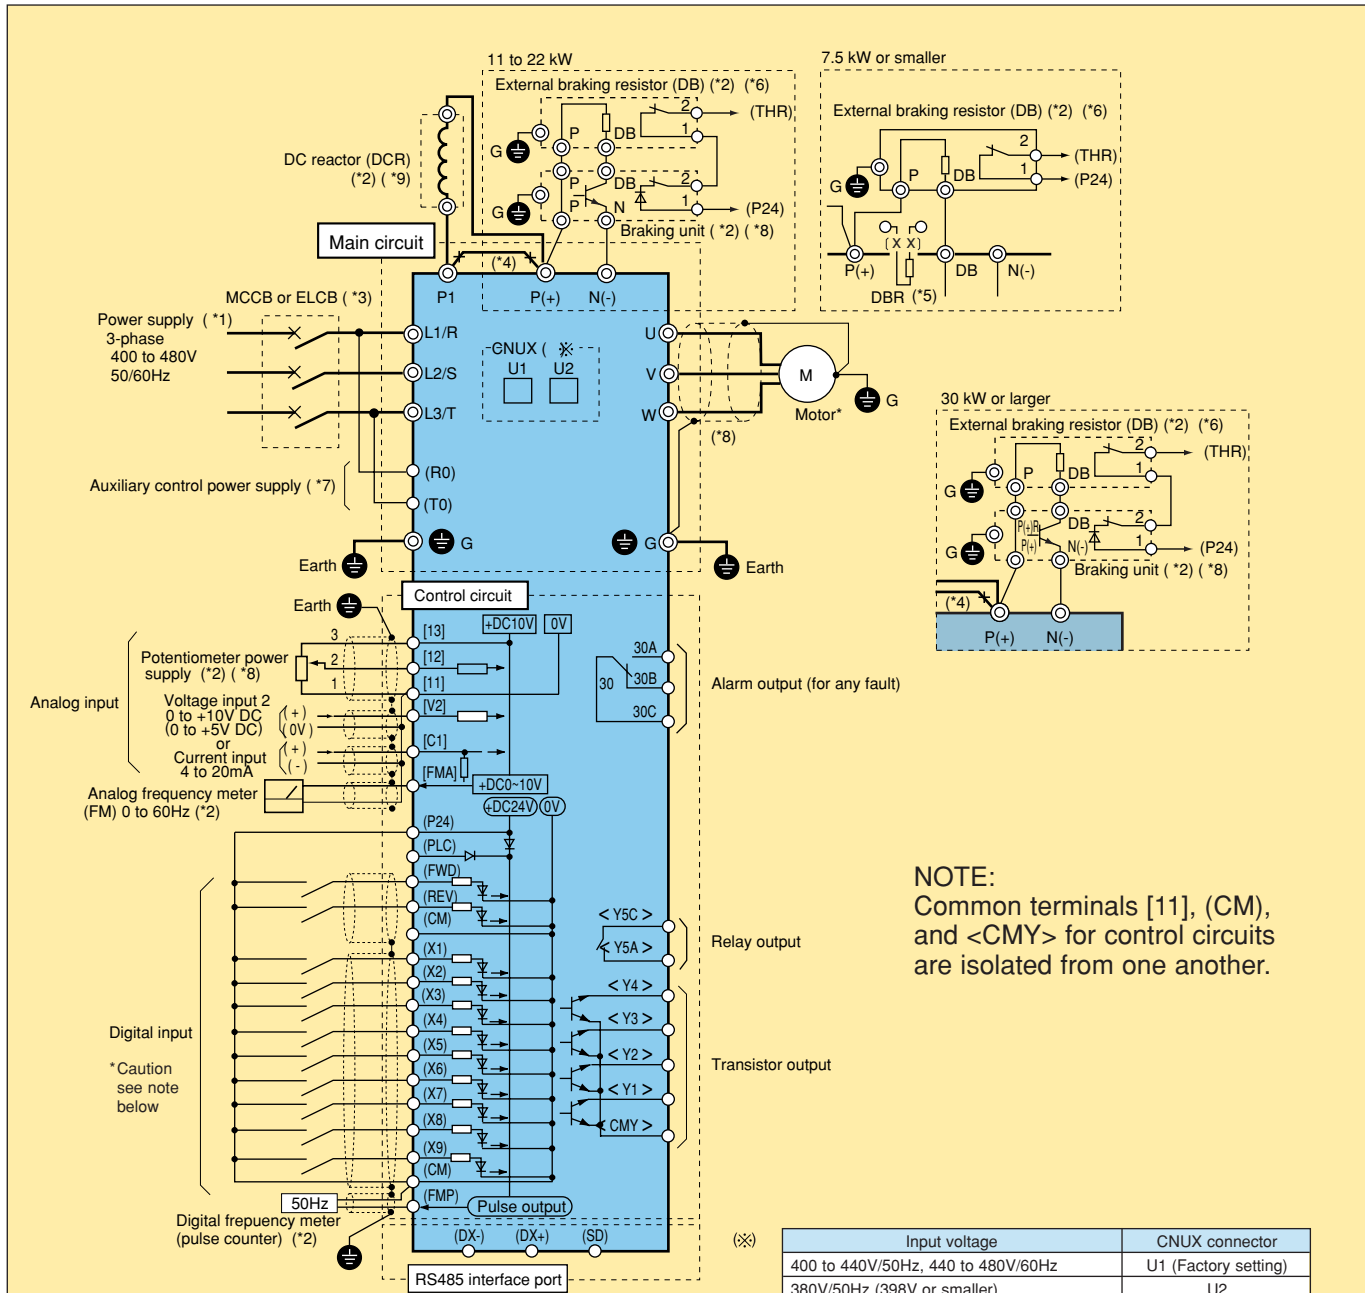 11 to 22 kW
External braking resistor (DB) (*2) (*6)
2
(THR)
1
P
DB
G
P
DB
2
P
N
1
(P24)
G
Braking unit ( *2) ( *8)
7.5 kW or smaller
External braking resistor (DB) (*2) (*6)
2
(THR)
1
(P24)
P
DB
G
( X X )
P(+)
DB
N(-)
DBR (*5)
DC reactor (DCR)
(*2) ( *9)
Main circuit
(*4)
P1
P(+)
N(-)
MCCB or ELCB ( *3)
Power supply ( *1)
3-phase
400 to 480V
50/60Hz
L1/R
L2/S
L3/T
CNUX ( ※
U1
U2
U
V
W
M
Motor*
G
(*8)
(R0)
Auxiliary control power supply ( *7)
(T0)
G
G
Earth
Earth
30 kW or larger
External braking resistor (DB) (*2) (*6)
2
(THR)
1
P
DB
G
P(+)R
DB
2
P(+)
N(-)
1
(P24)
G
Braking unit ( *2) ( *8)
(*4)
P(+)
N(-)
Control circuit
Earth
+DC10V
0V
3
[13]
Potentiometer power
supply (*2) ( *8)
2
[12]
1
[11]
Analog input
Voltage input 2
0 to +10V DC
(0 to +5V DC)
or
Current input
4 to 20mA
(+)
(0V)
(+)
(-)
[V2]
[C1]
[FMA]
+DC0~10V
Analog frequency meter
(FM) 0 to 60Hz (*2)
+DC24V
0V
30A
30
30B
30C
Alarm output (for any fault)
(P24)
(PLC)
(FWD)
(REV)
(CM)
(X1)
(X2)
(X3)
(X4)
(X5)
(X6)
(X7)
(X8)
(X9)
(CM)
(FMP)
Pulse output
Digital input
*Caution
see note
below
50Hz
Digital frepuency meter
(pulse counter) (*2)
< Y5C >
< Y5A >
Relay output
< Y4 >
< Y3 >
< Y2 >
< Y1 >
< CMY >
Transistor output
NOTE:
Common terminals [11], (CM),
and <CMY> for control circuits
are isolated from one another.
(DX-)
(DX+)
(SD)
RS485 interface port
(※)
Input voltage
CNUX connector
400 to 440V/50Hz, 440 to 480V/60Hz
U1 (Factory setting)
380V/50Hz (398V or smaller)
U2